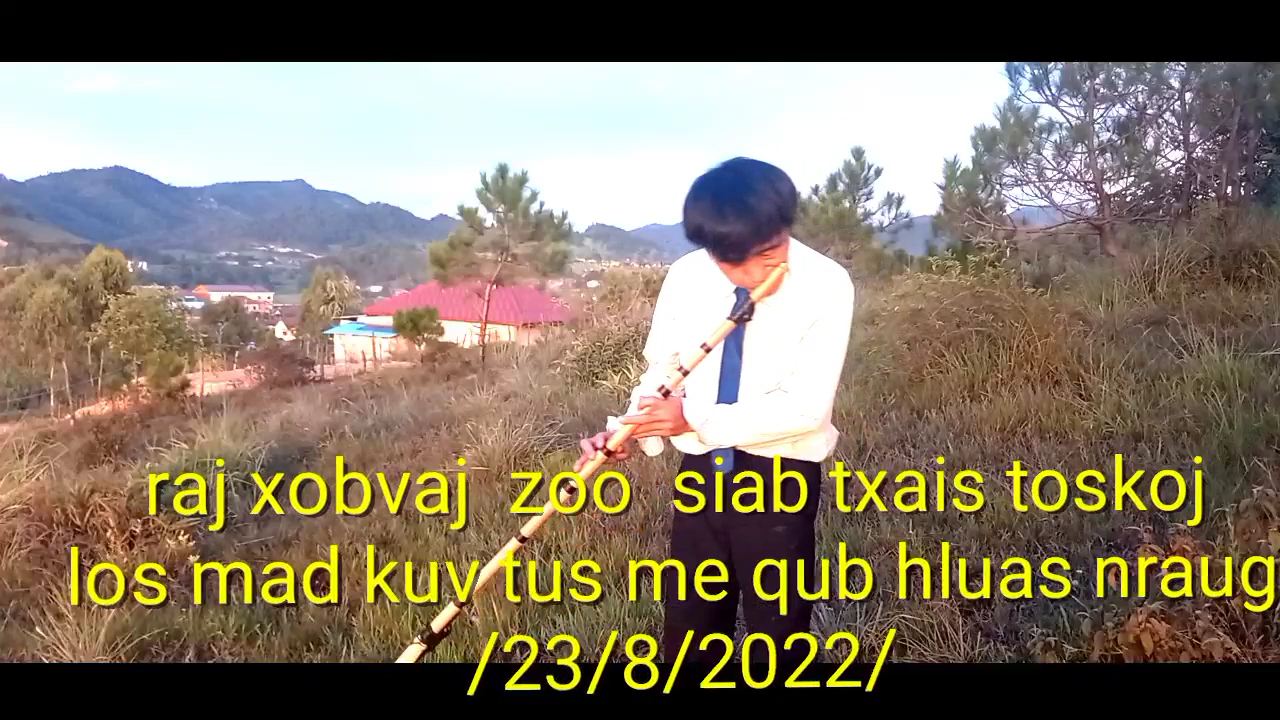 raj xobvaj zoo siab txais toskoj
los mad kuv tus me qub hluas nraug
/23/8/2022/